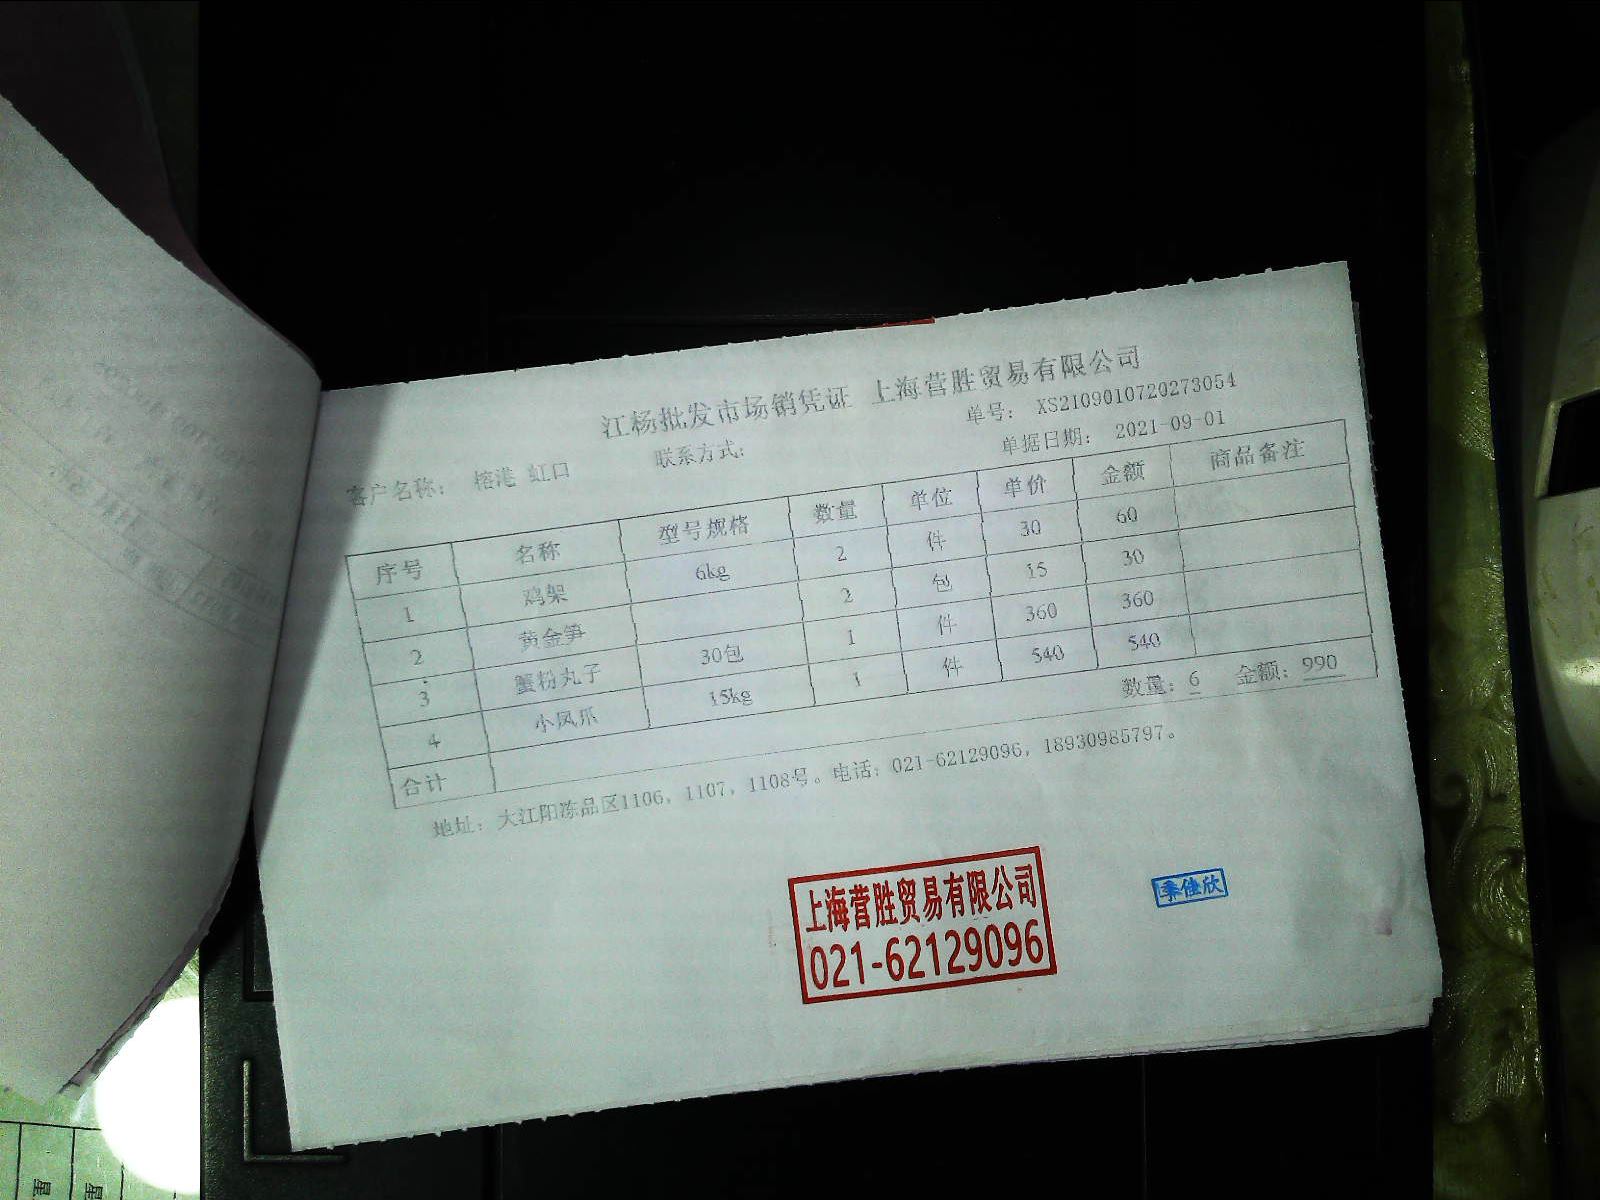 江杨批发市场销凭证 上海营胜贸易有限公司
单号： XS2109010720273054
客户名称： 榕港 虹口 联系方式: 单据日期： 2021-09-01
序号 名称 型号规格 数量 单位 单价 金额 商品备注
1 鸡架 6kg 2 件 30 60
2 黄金笋 2 包 15 30
3 蟹粉丸子 30包 1 件 360 360
4 小凤爪 15kg 1 件 540 540
合计 数量: 6 金额: 990
地址: 大江阳冻品区1106, 1107, 1108号。电话: 021-62129096, 18930985797。
上海营胜贸易有限公司
021-62129096
季佳欣